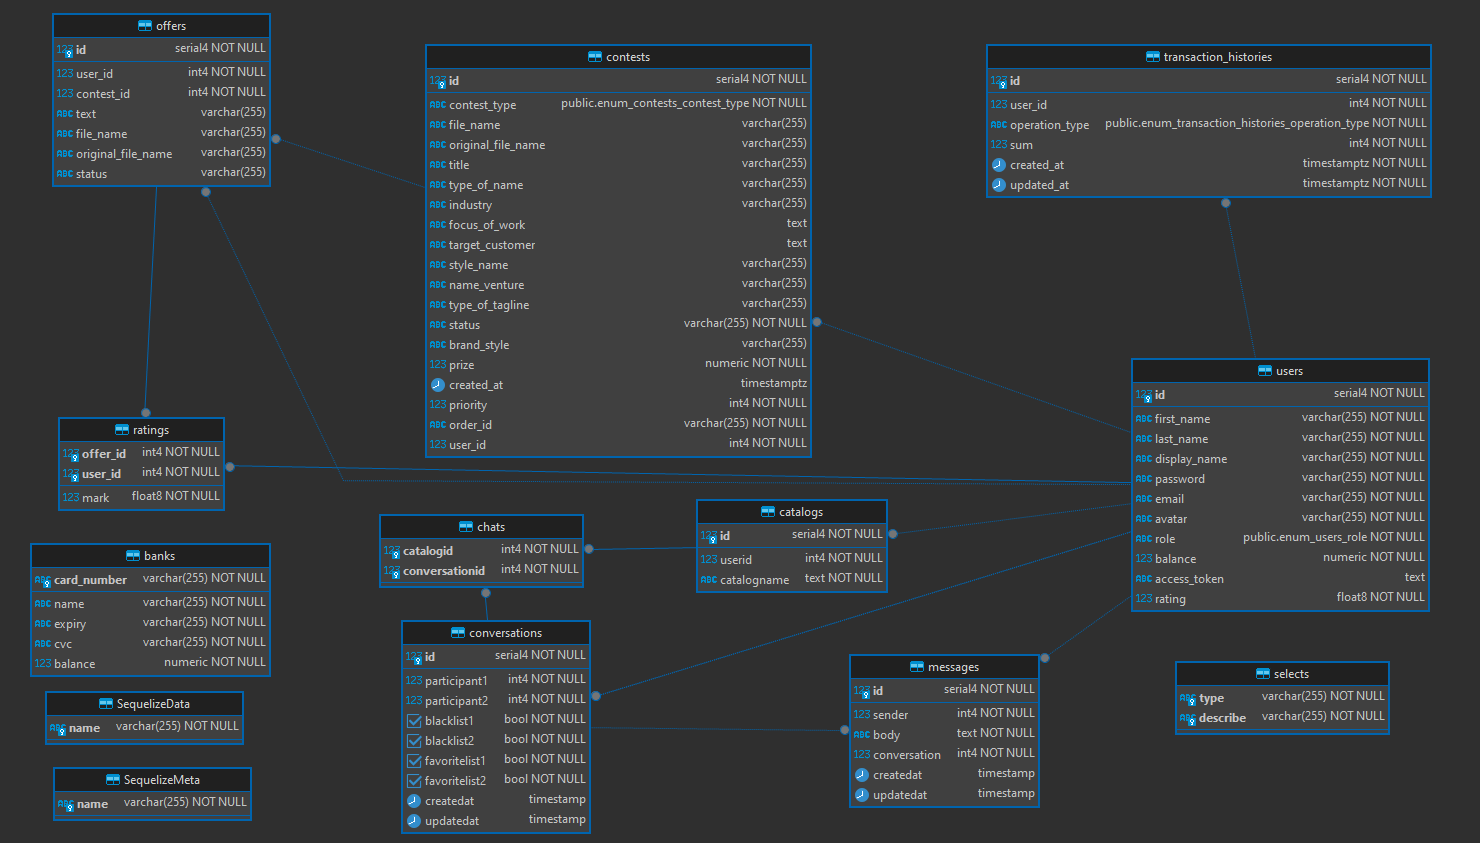 offers
id serial4 NOT NULL
user_id int4 NOT NULL
contest_id int4 NOT NULL
ABC text varchar(255)
ABC file_name varchar(255)
ABC original_file_name varchar(255)
ABC status varchar(255)
contests
123 id serial4 NOT NULL
ABC contest_type public.enum_contests_contest_type NOT NULL
ABC file_name varchar(255)
ABC original_file_name varchar(255)
ABC title varchar(255)
ABC type_of_name varchar(255)
ABC industry varchar(255)
ABC focus_of_work text
ABC target_customer text
ABC style_name varchar(255)
ABC name_venture varchar(255)
ABC type_of_tagline varchar(255)
ABC status varchar(255) NOT NULL
ABC brand_style varchar(255)
123 prize numeric NOT NULL
created_at timestamptz
123 priority int4 NOT NULL
ABC order_id varchar(255) NOT NULL
123 user_id int4 NOT NULL
transaction_histories
123 id serial4 NOT NULL
123 user_id int4 NOT NULL
ABC operation_type public.enum_transaction_histories_operation_type NOT NULL
123 sum int4 NOT NULL
created_at timestamptz NOT NULL
updated_at timestamptz NOT NULL
users
123 id serial4 NOT NULL
ABC first_name varchar(255) NOT NULL
ABC last_name varchar(255) NOT NULL
ABC display_name varchar(255) NOT NULL
ABC password varchar(255) NOT NULL
ABC email varchar(255) NOT NULL
ABC avatar varchar(255) NOT NULL
ABC role public.enum_users_role NOT NULL
123 balance numeric NOT NULL
ABC access_token text
123 rating float8 NOT NULL
ratings
123 offer_id int4 NOT NULL
123 user_id int4 NOT NULL
123 mark float8 NOT NULL
chats
123 catalogid int4 NOT NULL
123 conversationid int4 NOT NULL
catalogs
123 id serial4 NOT NULL
123 userid int4 NOT NULL
ABC catalogname text NOT NULL
banks
ABC card_number varchar(255) NOT NULL
ABC name varchar(255) NOT NULL
ABC expiry varchar(255) NOT NULL
ABC cvc varchar(255) NOT NULL
123 balance numeric NOT NULL
conversations
123 id serial4 NOT NULL
123 participant1 int4 NOT NULL
123 participant2 int4 NOT NULL
blacklist1 bool NOT NULL
blacklist2 bool NOT NULL
favoritelist1 bool NOT NULL
favoritelist2 bool NOT NULL
createdat timestamp
updatedat timestamp
messages
123 id serial4 NOT NULL
123 sender int4 NOT NULL
ABC body text NOT NULL
123 conversation int4 NOT NULL
createdat timestamp
updatedat timestamp
selects
ABC type varchar(255) NOT NULL
ABC describe varchar(255) NOT NULL
SequelizeData
ABC name varchar(255) NOT NULL
SequelizeMeta
ABC name varchar(255) NOT NULL